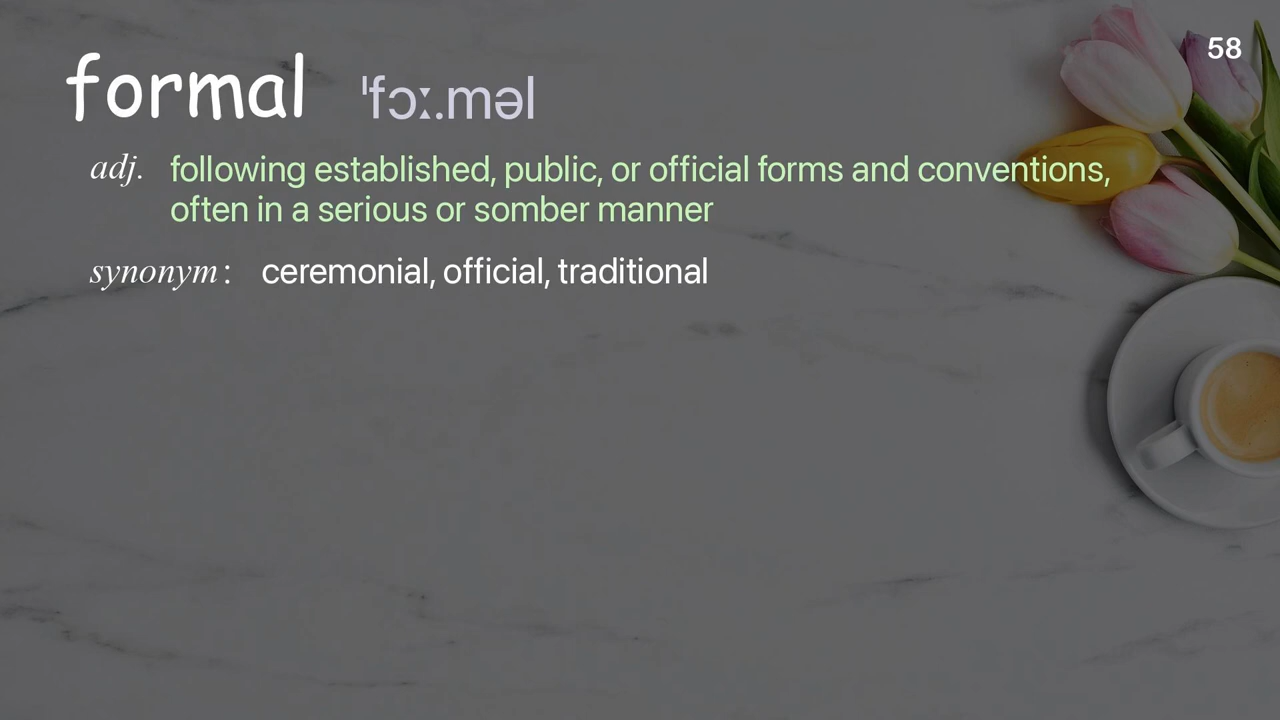 58
formal ˈfɔː.məl
adj. following established, public, or official forms and conventions,
often in a serious or somber manner
synonym: ceremonial, official, traditional